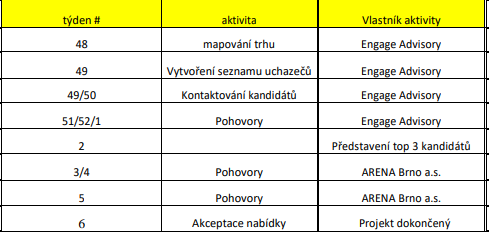 týden # aktivita Vlastník aktivity
48 mapování trhu Engage Advisory
49 Vytvoření seznamu uchazečů Engage Advisory
49/50 Kontaktování kandidátů Engage Advisory
51/52/1 Pohovory Engage Advisory
2 Představení top 3 kandidátů
3/4 Pohovory ARENA Brno a.s.
5 Pohovory ARENA Brno a.s.
6 Akceptace nabídky Projekt dokončený